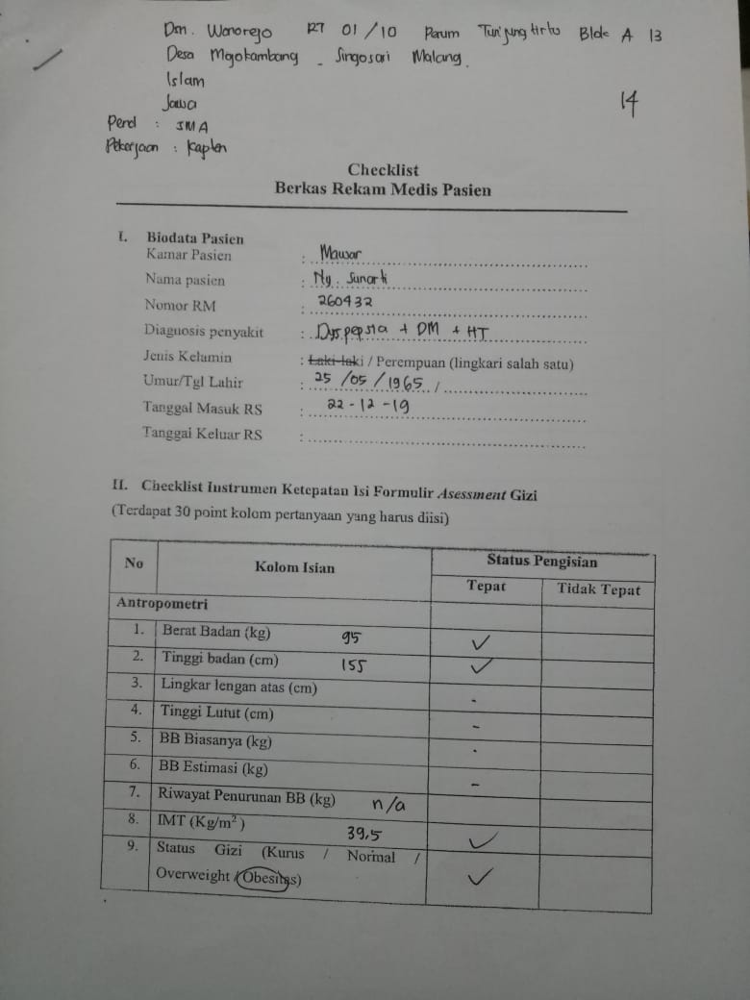 Dsn. Wonorejo RT 01/10 Perum Tunjungtirto Blok A 13
Desa Mojokambang - Singosari Malang.
Islam
Jawa
14
Pend : SMA
Pekerjaan :
Checklist
Berkas Rekam Medis Pasien
I. Biodata Pasien
Kamar Pasien : Mawar
Nama pasien : Ny. Sunarti
Nomor RM : 260432
Diagnosis penyakit : Dyspepsia + DM + HT
Jenis Kelamin : Laki-laki / Perempuan (lingkari salah satu)
Umur/Tgl Lahir : 25 /05 / 1965 /
Tanggal Masuk RS : 22-12-19
Tanggal Keluar RS :
II. Checklist Instrumen Ketepatan Isi Formulir Asessment Gizi
(Terdapat 30 point kolom pertanyaan yang harus diisi)
No Kolom Isian Status Pengisian
Tepat Tidak Tepat
Antropometri
1. Berat Badan (kg) 95 ✓
2. Tinggi badan (cm) 155 ✓
3. Lingkar lengan atas (cm) -
4. Tinggi Lutut (cm) -
5. BB Biasanya (kg) -
6. BB Estimasi (kg) -
7. Riwayat Penurunan BB (kg) n/a
8. IMT (Kg/m²) 39,5 ✓
9. Status Gizi (Kurus / Normal /
Overweight / Obesitas) ✓